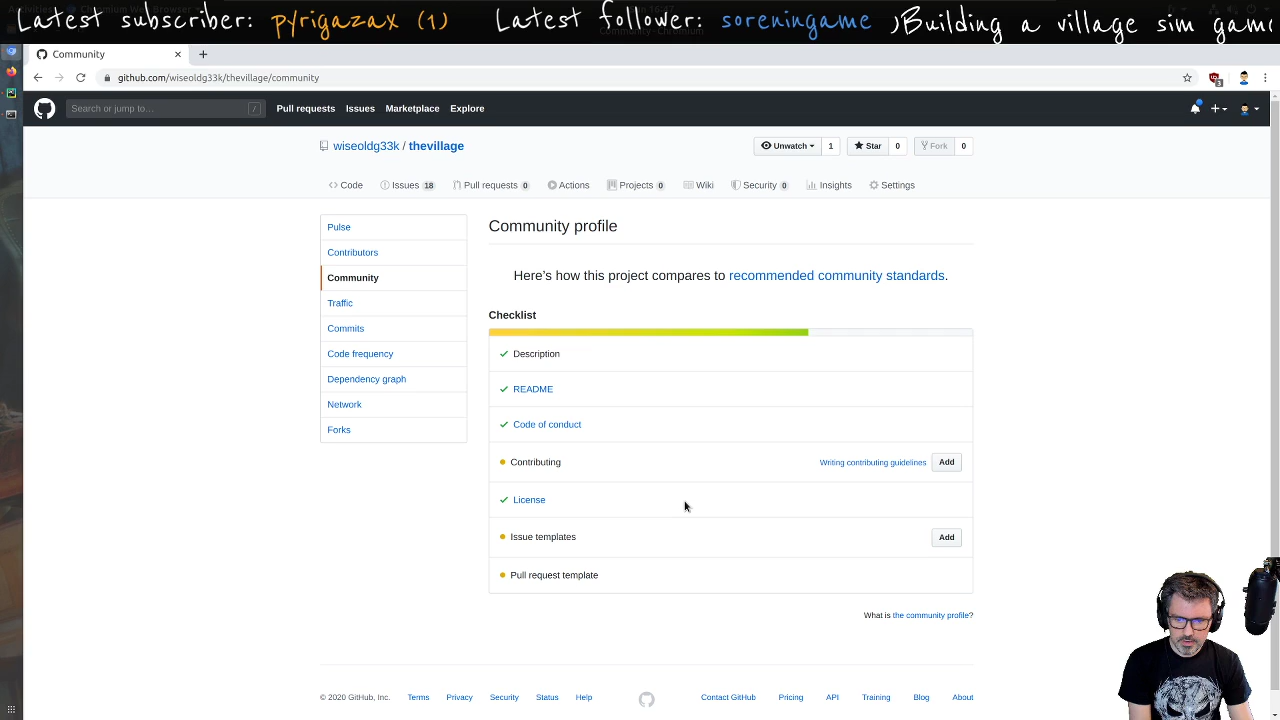 Latest subscriber: pyrigazax (1) Latest follower: soreningame )Building a village sim gam
Community
github.com/wiseoldg33k/thevillage/community
Search or jump to… /
Pull requests Issues Marketplace Explore
wiseoldg33k / thevillage
Unwatch 1 Star 0 Fork 0
Code Issues 18 Pull requests 0 Actions Projects 0 Wiki Security 0 Insights Settings
Pulse
Contributors
Community
Traffic
Commits
Code frequency
Dependency graph
Network
Forks
Community profile
Here's how this project compares to recommended community standards.
Checklist
Description
README
Code of conduct
Contributing Writing contributing guidelines Add
License
Issue templates Add
Pull request template
What is the community profile?
© 2020 GitHub, Inc. Terms Privacy Security Status Help Contact GitHub Pricing API Training Blog About